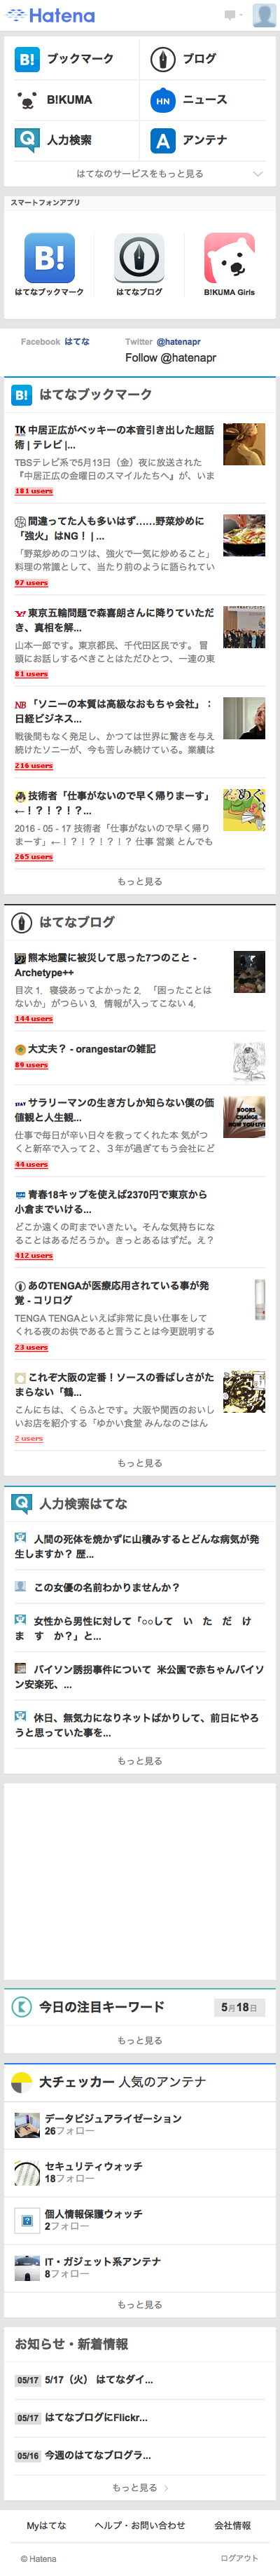 Hatena
ブックマーク
ブログ
B!KUMA
ニュース
人力検索
アンテナ
はてなのサービスをもっと見る
スマートフォンアプリ
はてなブックマーク
はてなブログ
B!KUMA Girls
Facebook はてな
Twitter @hatenapr
Follow @hatenapr
はてなブックマーク
中居正広がベッキーの本音引き出した超話
術 | テレビ |...
TBSテレビ系で5月13日（金）夜に放送された
『中居正広の金曜日のスマイルたちへ』が、いま
181 users
間違ってた人も多いはず……野菜炒めに
「強火」はNG！ | ...
「野菜炒めのコツは、強火で一気に炒めること」
料理の常識として、当たり前のように語られてい
97 users
東京五輪問題で森喜朗さんに降りていただ
き、真相を解...
山本一郎です。東京都民、千代田区民です。 冒
頭にお話しするべきことはただひとつ、一連の東
81 users
「ソニーの本質は高級なおもちゃ会社」：
日経ビジネス...
戦後間もなく発足し、かつては世界に驚きを与え
続けたソニーが、今も苦しみ続けている。業績は
216 users
技術者「仕事がないので早く帰りまーす」
←！？！？！？...
2016 - 05 - 17 技術者「仕事がないので早く帰り
まーす」←！？！？！？！？ 仕事 営業 とんでも
265 users
もっと見る
はてなブログ
熊本地震に被災して思った7つのこと -
Archetype++
目次 1．寝袋あってよかった 2．「困ったことは
ないか」がつらい 3．情報が入ってこない 4．
144 users
大丈夫？ - orangestarの雑記
89 users
サラリーマンの生き方しか知らない僕の価
値観と人生観...
仕事で毎日が辛い日々を救ってくれた本 気がつ
くと新卒で入って２、３年が過ぎてもう会社にど
44 users
青春18キップを使えば2370円で東京から
小倉までいける...
どこか遠くの町までいきたい。そんな気持ちにな
ることはあるだろうか。きっとあるはずだ。え？
412 users
あのTENGAが医療応用されている事が発
覚 - コリログ
TENGA TENGAといえば非常に良い仕事をして
くれる夜のお供であると言うことは今更説明する
23 users
これぞ大阪の定番！ソースの香ばしさがた
まらない「鶴...
こんにちは、くらふとです。大阪や関西のおいし
いお店を紹介する「ゆかい食堂 みんなのごはん
2 users
もっと見る
人力検索はてな
人間の死体を焼かずに山積みするとどんな病気が発
生しますか？ 歴...
この女優の名前わかりませんか？
女性から男性に対して「○○して い た だ け
ま す か？」と...
バイソン誘拐事件について 米公園で赤ちゃんバイソ
ン安楽死、...
休日、無気力になりネットばかりして、前日にやろ
うと思っていた事を...
もっと見る
今日の注目キーワード
5月18日
もっと見る
大チェッカー 人気のアンテナ
データビジュアライゼーション
26フォロー
セキュリティウォッチ
18フォロー
個人情報保護ウォッチ
2フォロー
IT・ガジェット系アンテナ
8フォロー
もっと見る
お知らせ・新着情報
05/17 5/17（火） はてなダイ...
05/17 はてなブログにFlickr...
05/16 今週のはてなブログラ...
もっと見る
Myはてな
ヘルプ・お問い合わせ
会社情報
© Hatena
ログアウト